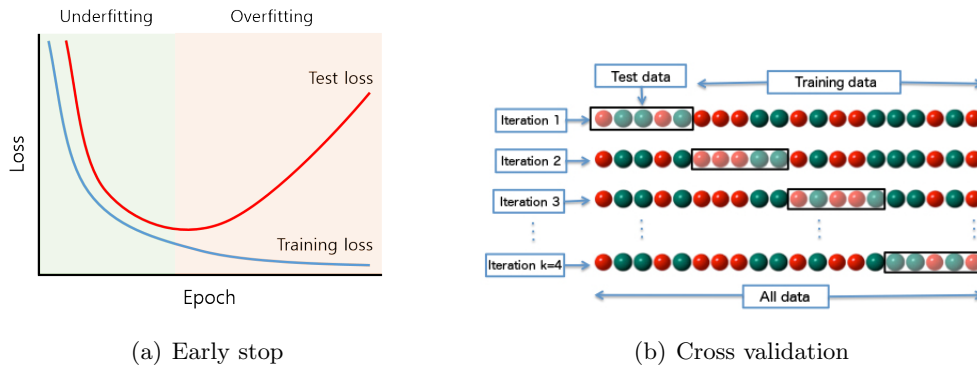 Underfitting
Overfitting
Test loss
Training loss
Loss
Epoch
(a) Early stop
Test data
Training data
Iteration 1
Iteration 2
Iteration 3
Iteration k=4
All data
(b) Cross validation